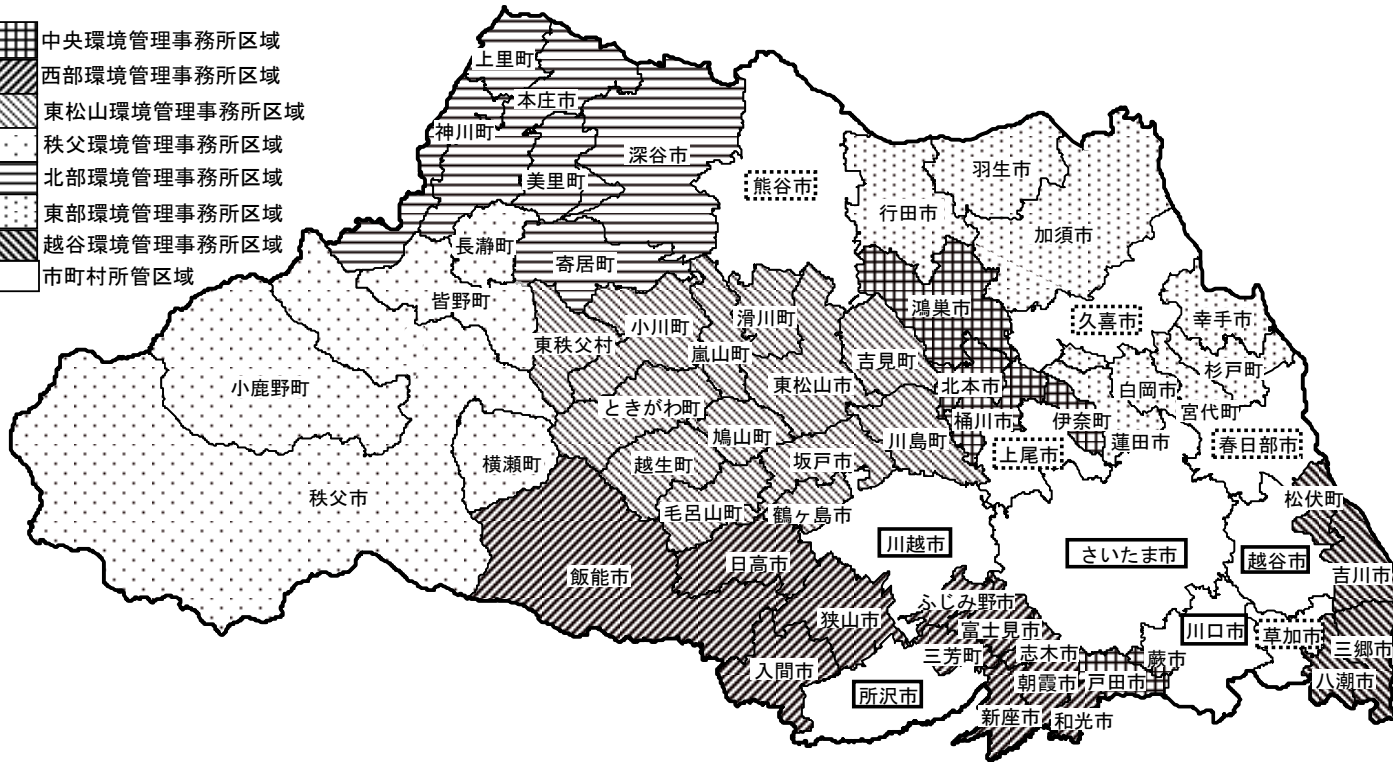 中央環境管理事務所区域
西部環境管理事務所区域
東松山環境管理事務所区域
秩父環境管理事務所区域
北部環境管理事務所区域
東部環境管理事務所区域
越谷環境管理事務所区域
市町村所管区域
上里町
本庄市
神川町
深谷市
美里町
熊谷市
羽生市
行田市
加須市
長瀞町
寄居町
皆野町
鴻巣市
久喜市
幸手市
小川町
滑川町
東秩父村
嵐山町
吉見町
杉戸町
小鹿野町
東松山市
北本市
白岡市
ときがわ町
桶川市
伊奈町
宮代町
鳩山町
川島町
蓮田市
春日部市
横瀬町
越生町
坂戸市
上尾市
秩父市
松伏町
毛呂山町
鶴ヶ島市
川越市
さいたま市
越谷市
日高市
飯能市
吉川市
ふじみ野市
狭山市
富士見市
川口市
草加市
三芳町
志木市
蕨市
三郷市
入間市
朝霞市
戸田市
八潮市
所沢市
新座市
和光市